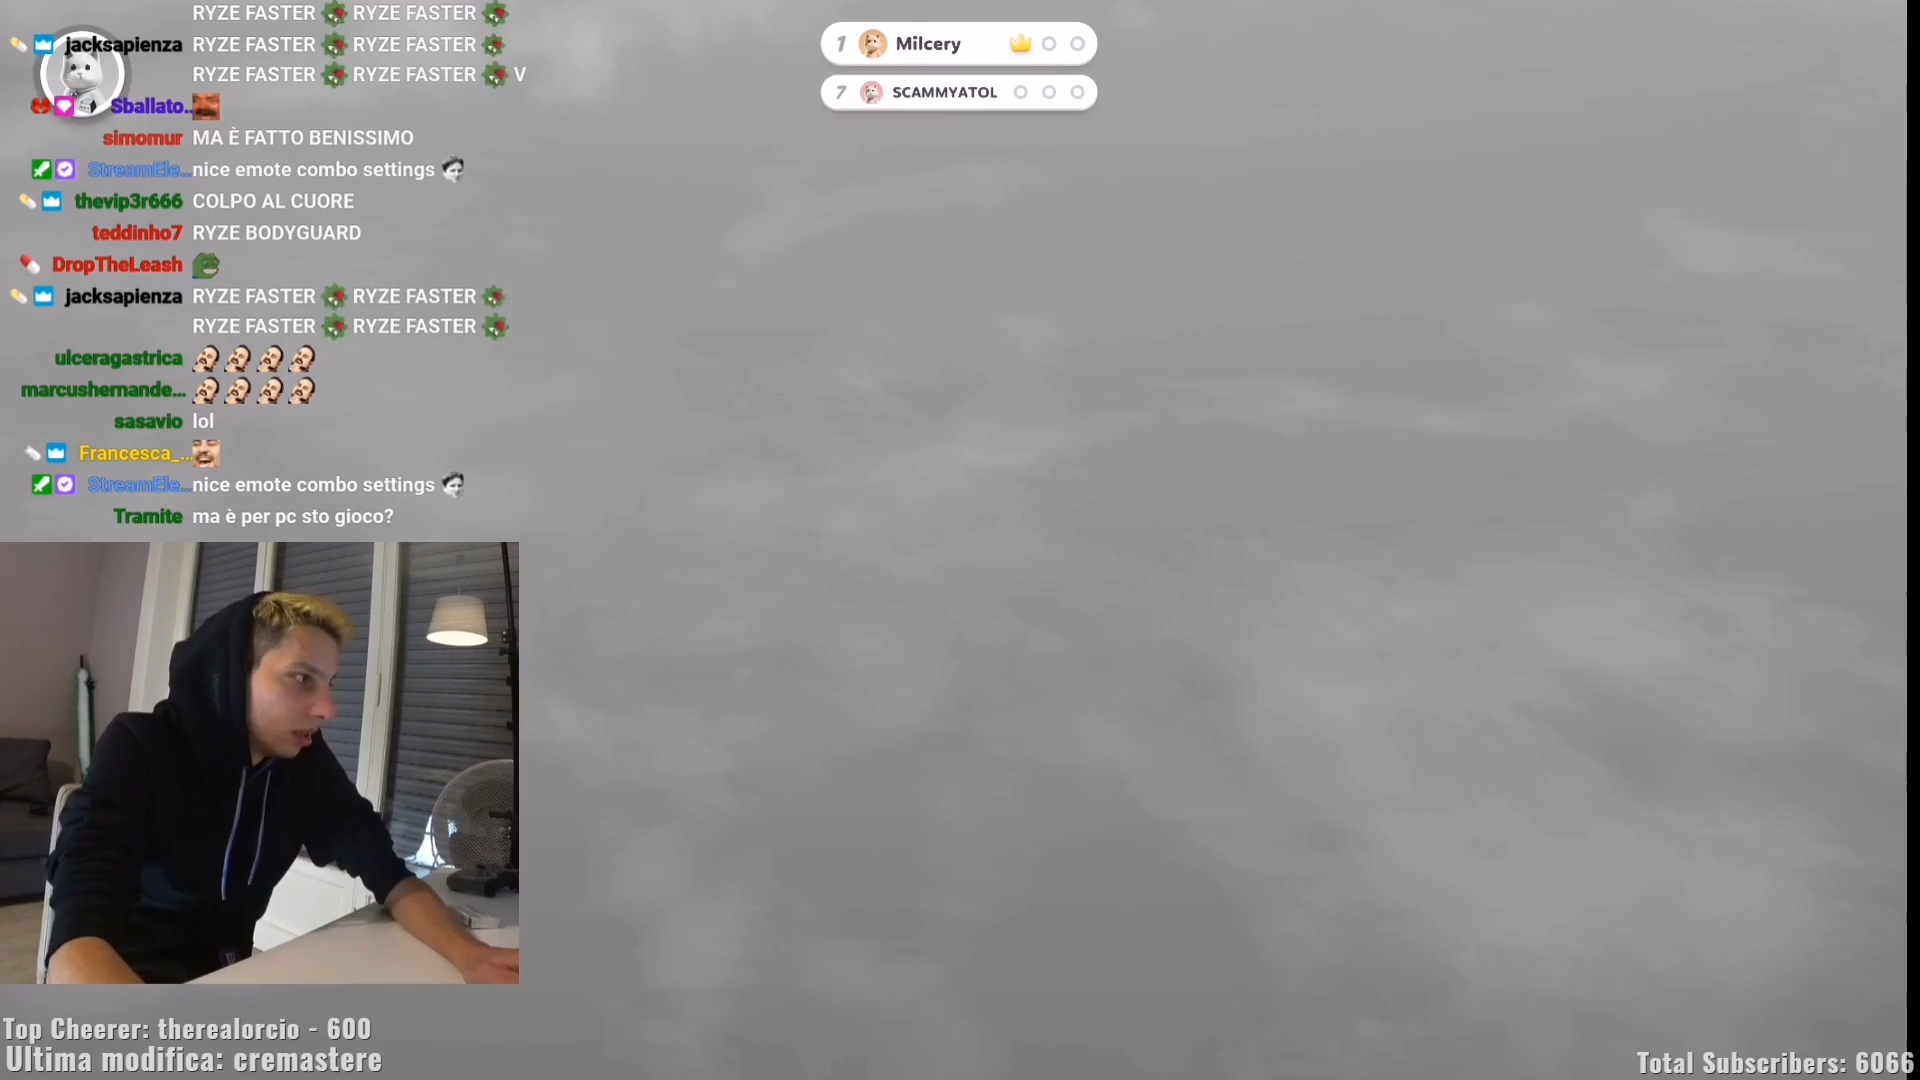 RYZE FASTER RYZE FASTER
jacksapienza RYZE FASTER RYZE FASTER
RYZE FASTER RYZE FASTER V
Sballato..
simomur MA È FATTO BENISSIMO
StreamEle... nice emote combo settings
thevip3r666 COLPO AL CUORE
teddinho7 RYZE BODYGUARD
DropTheLeash
jacksapienza RYZE FASTER RYZE FASTER
RYZE FASTER RYZE FASTER
ulceragastrica
marcushernande...
sasavio lol
Francesca_...
StreamEle... nice emote combo settings
Tramite ma è per pc sto gioco?
1 Milcery
7 SCAMMYATOL
Top Cheerer: therealorcio - 600
Ultima modifica: cremastere
Total Subscribers: 6066